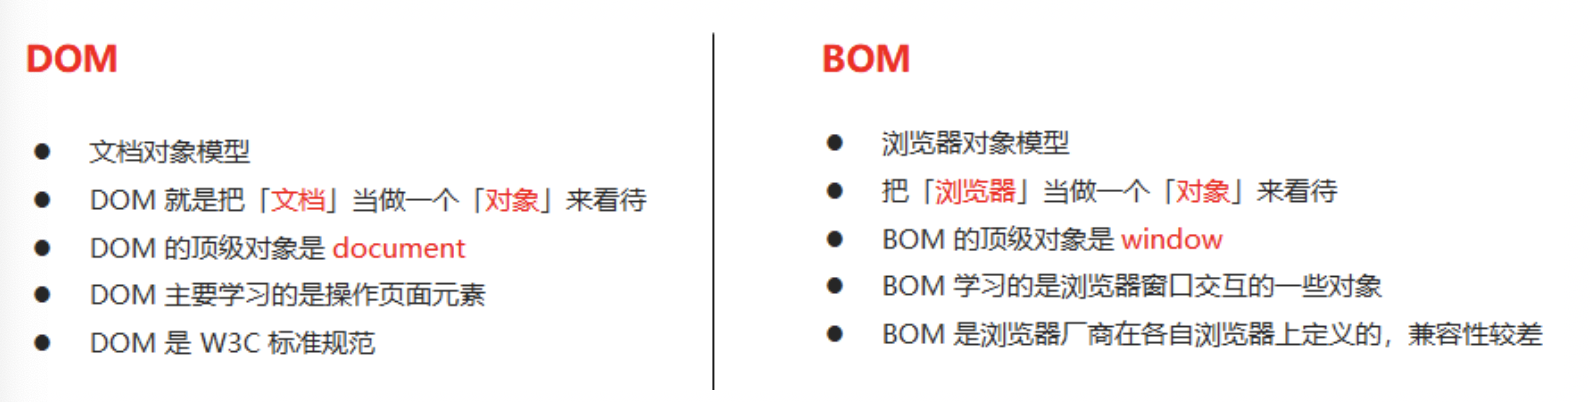 DOM
● 文档对象模型
● DOM 就是把「文档」当做一个「对象」来看待
● DOM 的顶级对象是 document
● DOM 主要学习的是操作页面元素
● DOM 是 W3C 标准规范
BOM
● 浏览器对象模型
● 把「浏览器」当做一个「对象」来看待
● BOM 的顶级对象是 window
● BOM 学习的是浏览器窗口交互的一些对象
● BOM 是浏览器厂商在各自浏览器上定义的，兼容性较差